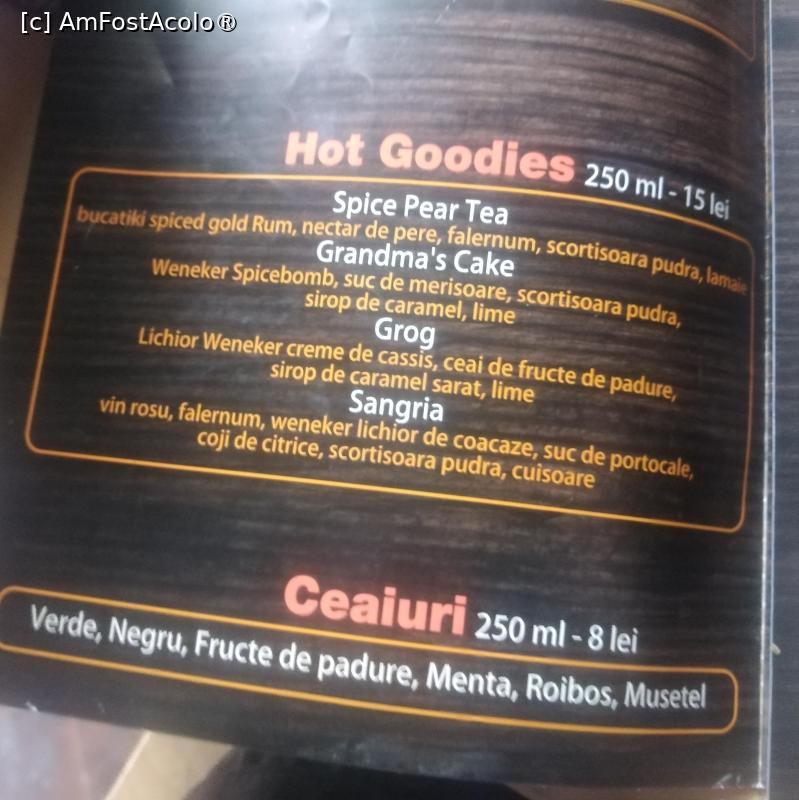 [c] AmFostAcolo®
Hot Goodies 250 ml - 15 lei
Spice Pear Tea
bucatiki spiced gold Rum, nectar de pere, falernum, scortisoara pudra, lamaie
Grandma's Cake
Weneker Spicebomb, suc de merisoare, scortisoara pudra,
sirop de caramel, lime
Grog
Lichior Weneker creme de cassis, ceai de fructe de padure,
sirop de caramel sarat, lime
Sangria
vin rosu, falernum, weneker lichior de coacaze, suc de portocale,
coji de citrice, scortisoara pudra, cuisoare
Ceaiuri 250 ml - 8 lei
Verde, Negru, Fructe de padure, Menta, Roibos, Musetel